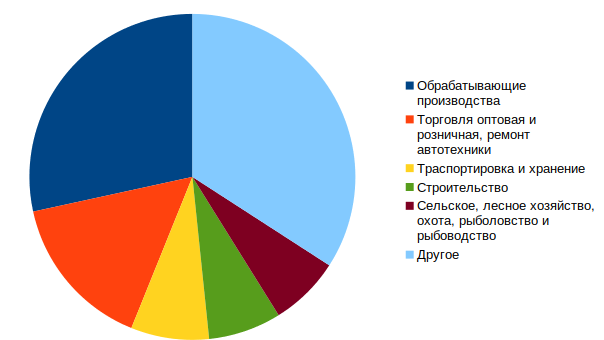 Обрабатывающие
производства
Торговля оптовая и
розничная, ремонт
автотехники
Траспортировка и хранение
Строительство
Сельское, лесное хозяйство,
охота, рыболовство и
рыбоводство
Другое